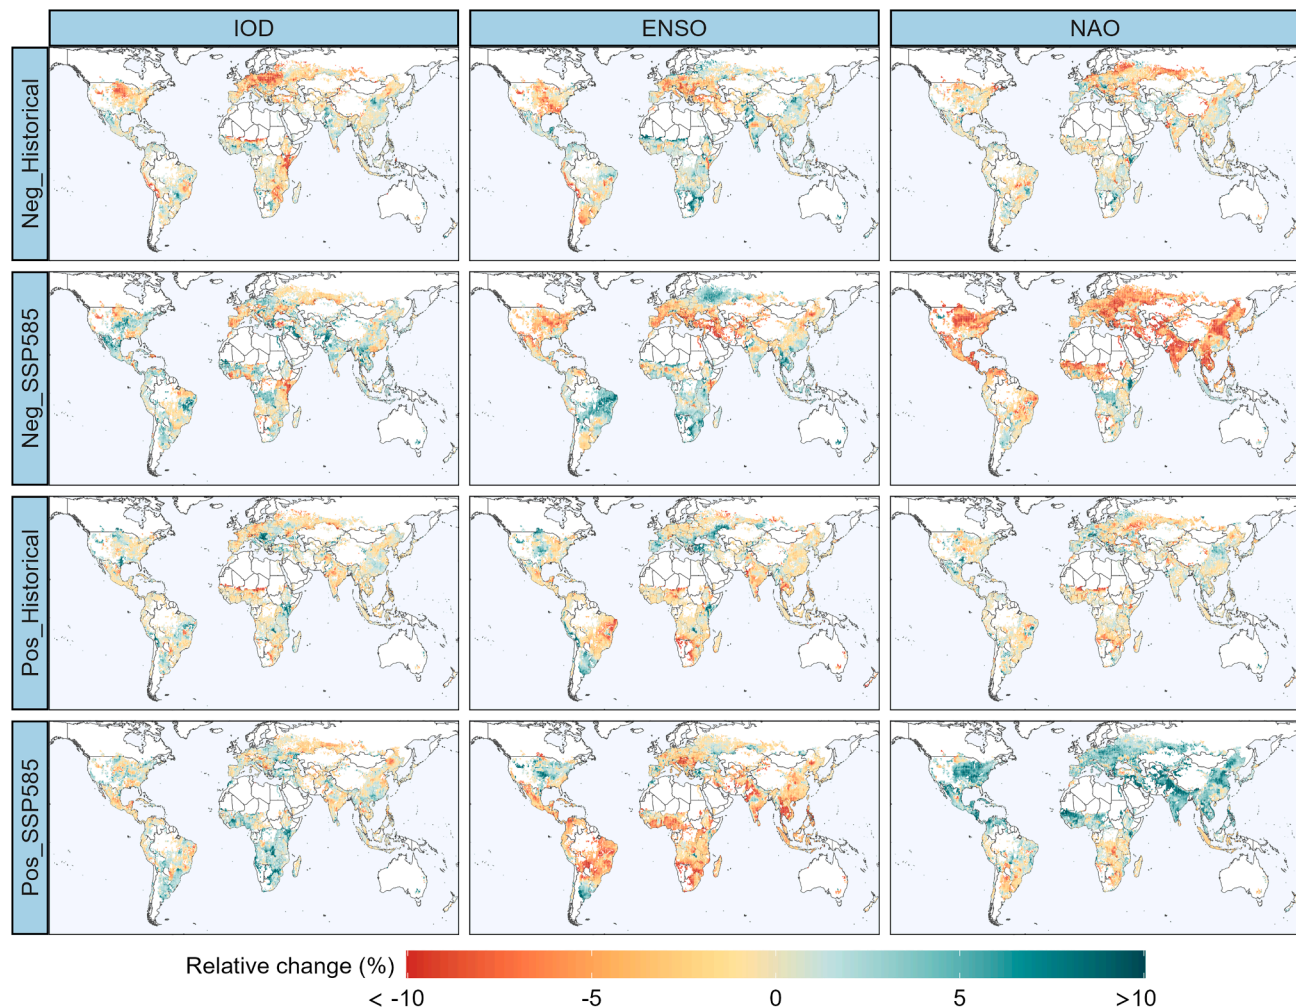 IOD ENSO NAO
Neg_Historical
Neg_SSP585
Pos_Historical
Pos_SSP585
Relative change (%)
< -10 -5 0 5 >10